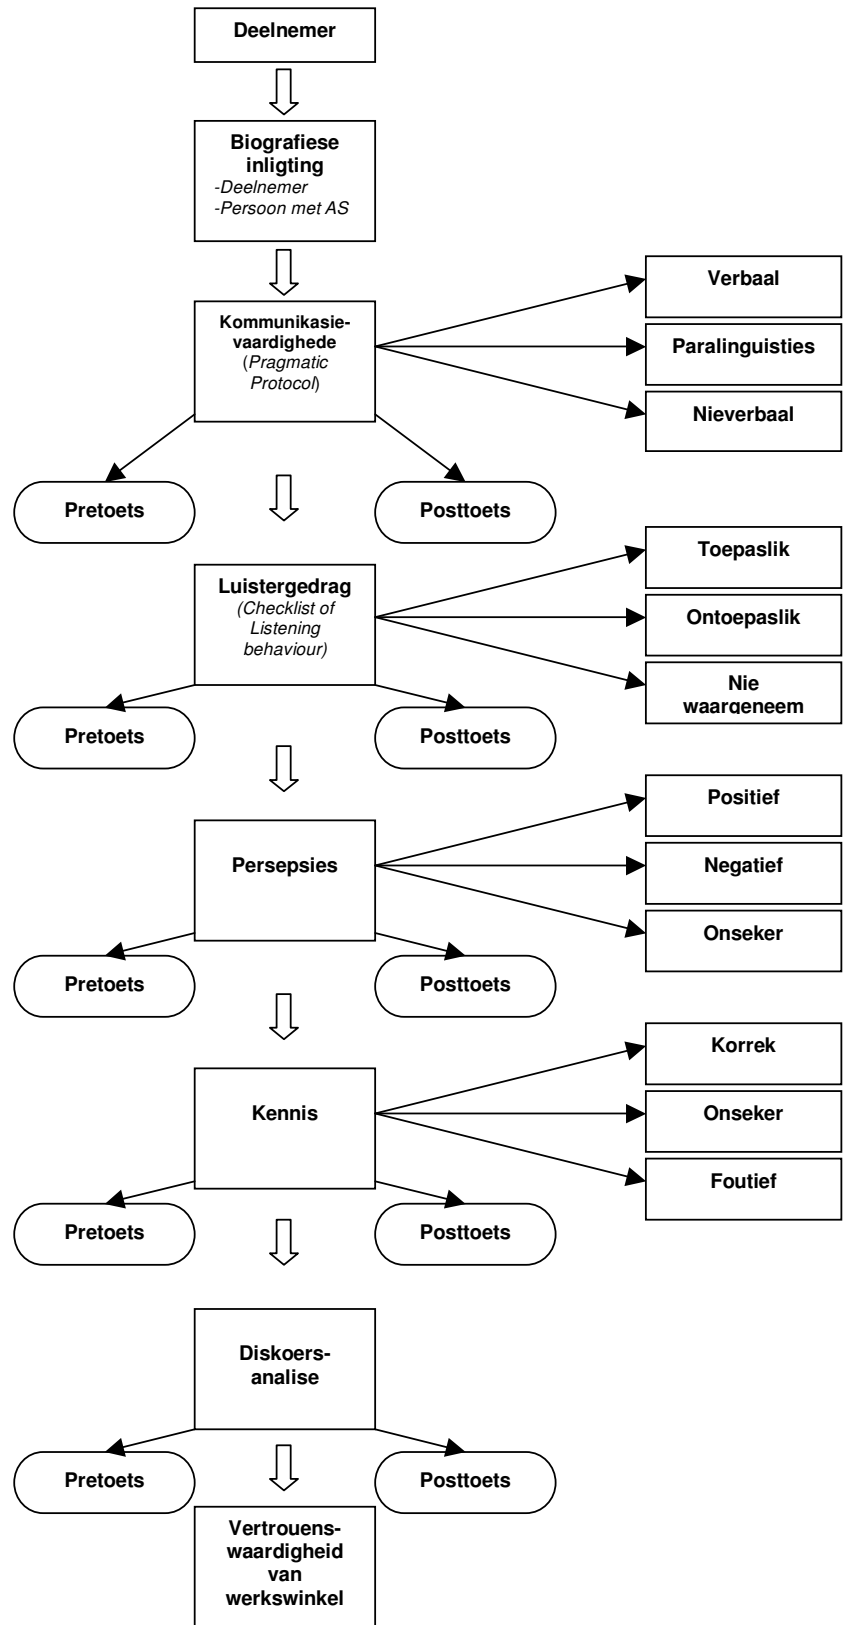 Deelnemer
Biografiese
inligting
-Deelnemer
-Persoon met AS
Kommunikasie-
vaardighede
(Pragmatic
Protocol)
Verbaal
Paralinguisties
Nieverbaal
Pretoets
Posttoets
Luistergedrag
(Checklist of
Listening
behaviour)
Toepaslik
Ontoepaslik
Nie
waargeneem
Pretoets
Posttoets
Persepsies
Positief
Negatief
Onseker
Pretoets
Posttoets
Kennis
Korrek
Onseker
Foutief
Pretoets
Posttoets
Diskoers-
analise
Pretoets
Posttoets
Vertrouens-
waardigheid
van
werkswinkel